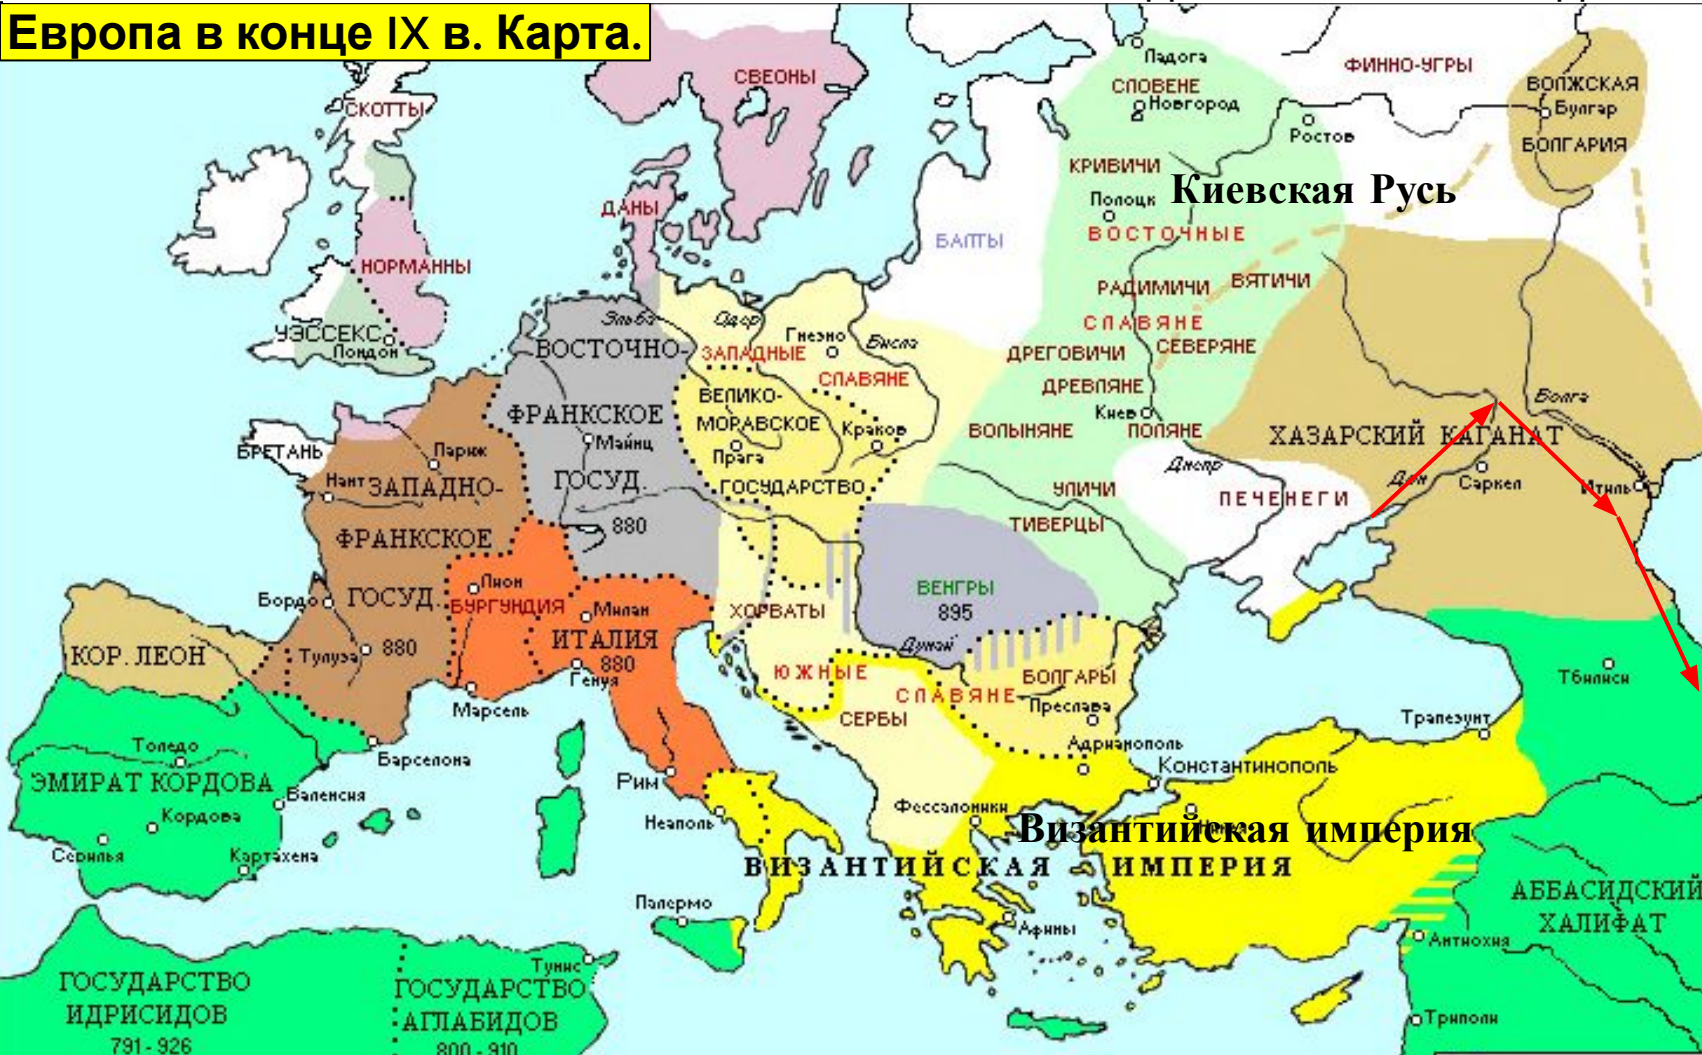 Европа в конце IX в. Карта.
СВЕОНЫ
СКОТТЫ
Ладога
СЛОВЕНЕ
Новгород
ФИННО-УГРЫ
ВОЛЖСКАЯ
Булгар
БОЛГАРИЯ
Ростов
КРИВИЧИ
Киевская Русь
Полоцк
ДАНЫ
БАЛТЫ
ВОСТОЧНЫЕ
НОРМАННЫ
РАДИМИЧИ
ВЯТИЧИ
СЛАВЯНЕ
УЭССЕКС
Лондон
Эльба
Одер
Гнезно
Висла
ВОСТОЧНО-
ЗАПАДНЫЕ
СЛАВЯНЕ
ДРЕГОВИЧИ
СЕВЕРЯНЕ
ДРЕВЛЯНЕ
ВЕЛИКО-
МОРАВСКОЕ
Краков
Прага
ГОСУДАРСТВО
ФРАНКСКОЕ
Майнц
ГОСУД.
880
Киев
ВОЛЫНЯНЕ
ПОЛЯНЕ
Волга
ХАЗАРСКИЙ КАГАНАТ
Днепр
Дон
Саркел
Итиль
БРЕТАНЬ
Париж
Нант
ЗАПАДНО-
ФРАНКСКОЕ
ГОСУД.
880
УЛИЧИ
ПЕЧЕНЕГИ
ТИВЕРЦЫ
Бордо
Лион
БУРГУНДИЯ
Милан
ИТАЛИЯ
880
Генуя
ХОРВАТЫ
ВЕНГРЫ
895
Дунай
КОР. ЛЕОН
Тулуза
Марсель
ЮЖНЫЕ
СЛАВЯНЕ
БОЛГАРЫ
Преслава
СЕРБЫ
Тбилиси
Трапезунт
Толедо
ЭМИРАТ КОРДОВА
Барселона
Валенсия
Кордова
Севилья
Картахена
Рим
Неаполь
Адрианополь
Константинополь
Фессалоники
Византийская империя
ВИЗАНТИЙСКАЯ ИМПЕРИЯ
Палермо
Афины
АББАСИДСКИЙ
ХАЛИФАТ
Антиохия
Триполи
Тунис
ГОСУДАРСТВО
ИДРИСИДОВ
791-926
ГОСУДАРСТВО
АГЛАБИДОВ
800-910